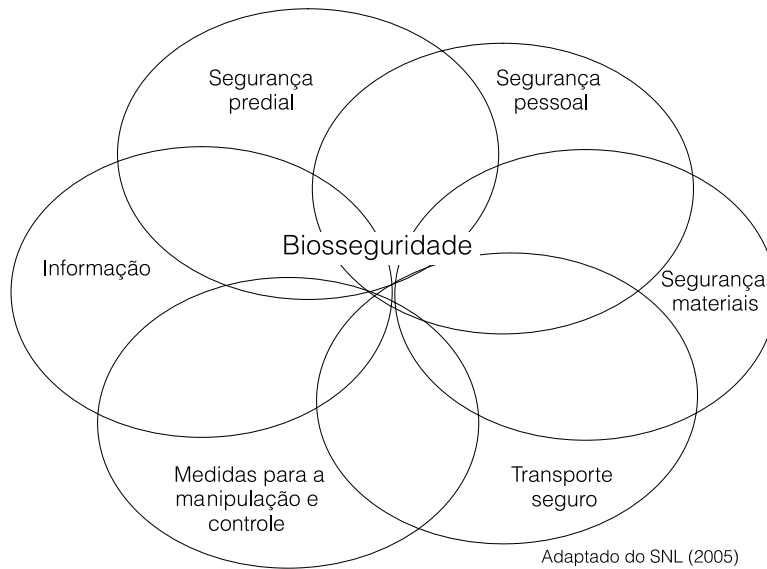 Segurança
predial
Segurança
pessoal
Biosseguridade
Informação
Segurança
materiais
Medidas para a
manipulação e
controle
Transporte
seguro
Adaptado do SNL (2005)